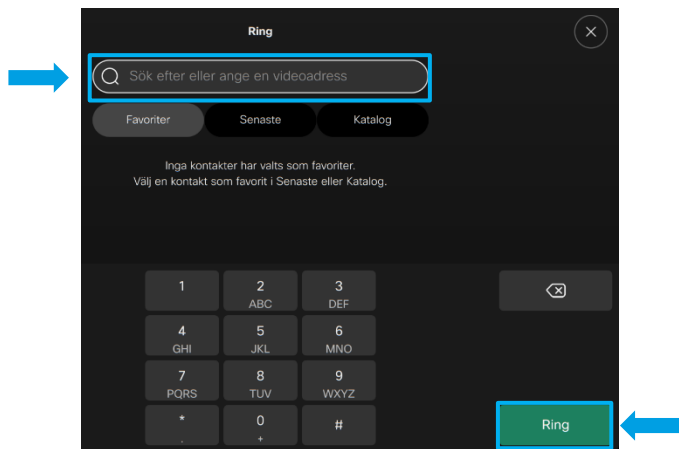 Ring
Sök efter eller ange en videoadress
Favoriter Senaste Katalog
Inga kontakter har valts som favoriter.
Välj en kontakt som favorit i Senaste eller Katalog.
1 2 3
ABC DEF
4 5 6
GHI JKL MNO
7 8 9
PQRS TUV WXYZ
* 0 #
. +
Ring